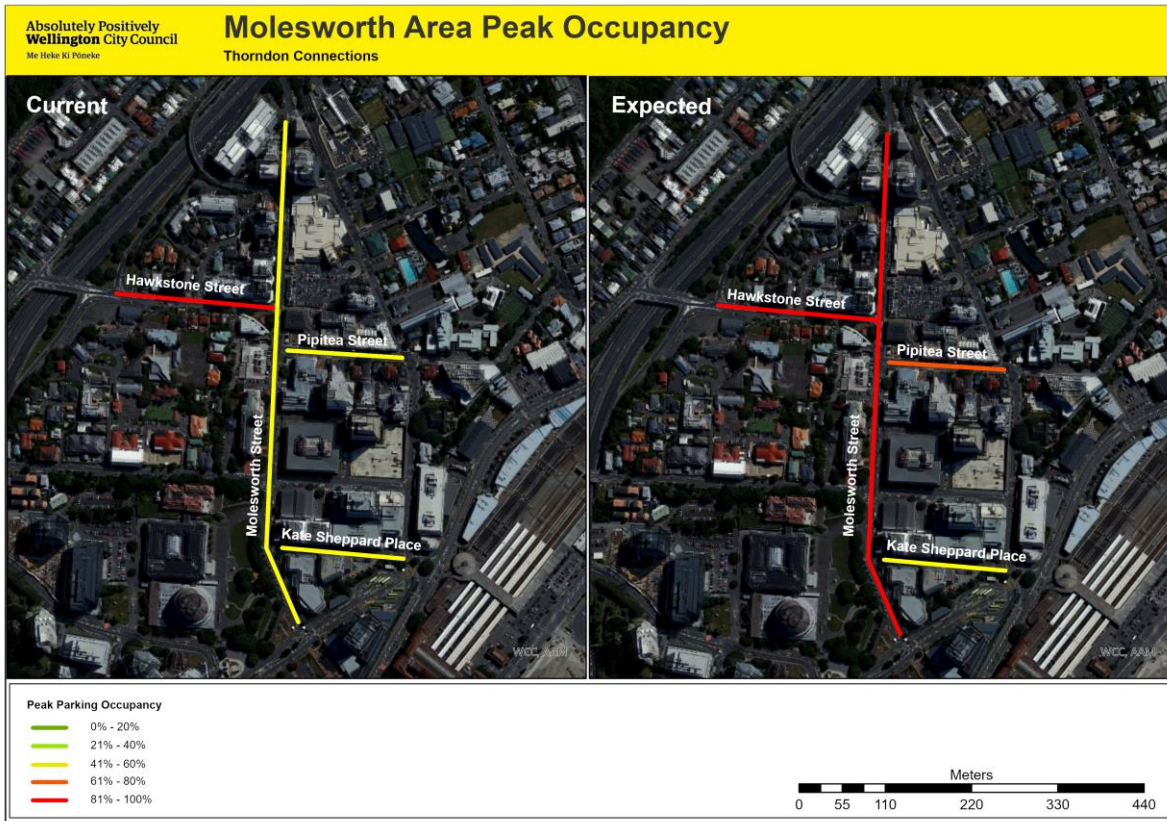 Absolutely Positively
Wellington City Council
Me Heke Ki Pōneke
Molesworth Area Peak Occupancy
Thorndon Connections
Current
Hawkstone Street
Pipitea Street
Molesworth Street
Kate Sheppard Place
WCC, AAM
Expected
Hawkstone Street
Pipitea Street
Molesworth Street
Kate Sheppard Place
WCC, AAM
Peak Parking Occupancy
0% - 20%
21% - 40%
41% - 60%
61% - 80%
81% - 100%
Meters
0 55 110 220 330 440